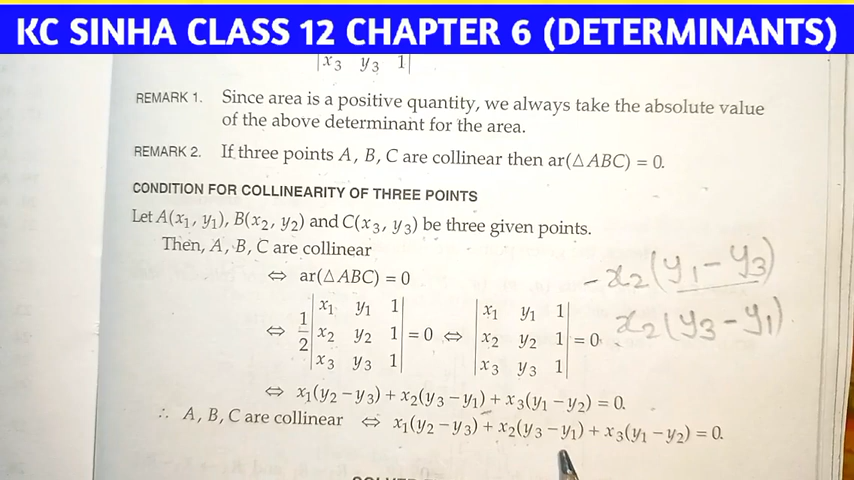 KC SINHA CLASS 12 CHAPTER 6 (DETERMINANTS)
|x₃ y₃ 1|
REMARK 1. Since area is a positive quantity, we always take the absolute value
of the above determinant for the area.
REMARK 2. If three points A, B, C are collinear then ar(△ABC) = 0.
CONDITION FOR COLLINEARITY OF THREE POINTS
Let A(x₁, y₁), B(x₂, y₂) and C(x₃, y₃) be three given points.
Then, A, B, C are collinear
⇔ ar(△ABC) = 0
-x₂(y₁-y₃)
⇔ 1/2 |x₁ y₁ 1| |x₂ y₂ 1| |x₃ y₃ 1| = 0 ⇔ |x₁ y₁ 1| |x₂ y₂ 1| |x₃ y₃ 1| = 0
x₂(y₃-y₁)
⇔ x₁(y₂-y₃) + x₂(y₃-y₁) + x₃(y₁-y₂) = 0.
∴ A, B, C are collinear ⇔ x₁(y₂-y₃) + x₂(y₃-y₁) + x₃(y₁-y₂) = 0.